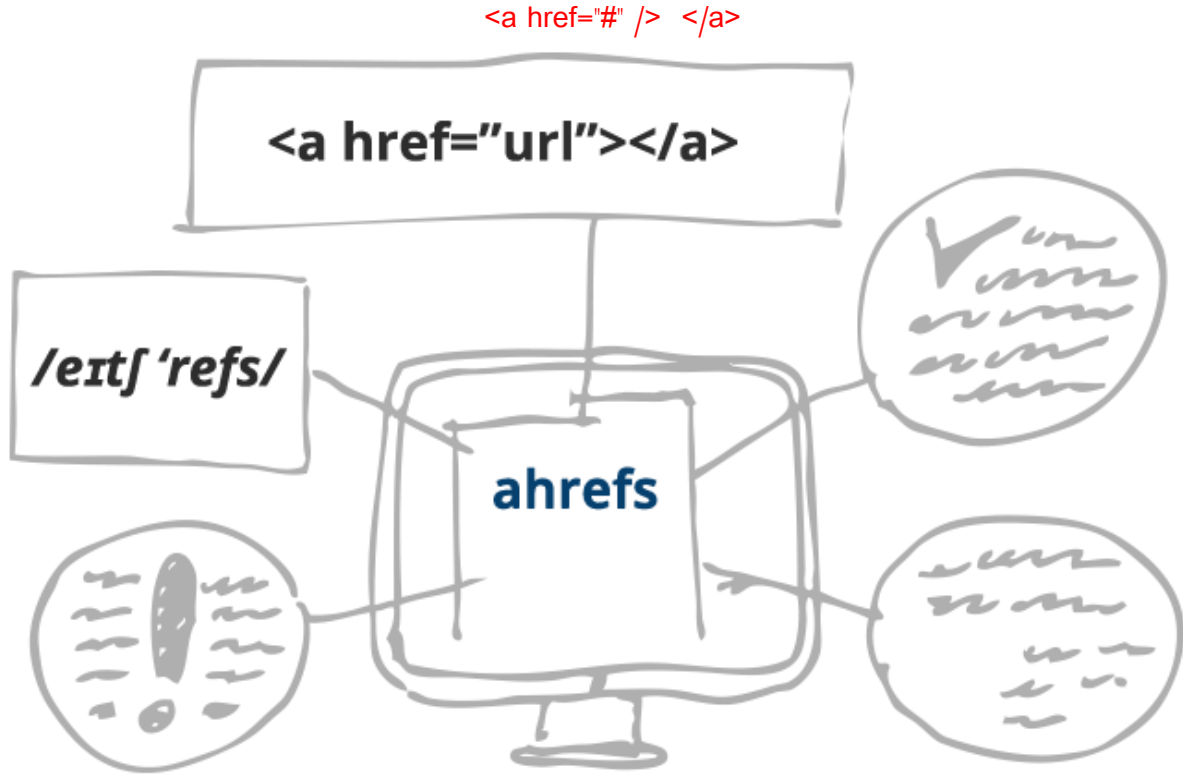 <a href="#" />  </a>
<a href=”url”></a>
/eɪtʃ ‘refs/
ahrefs